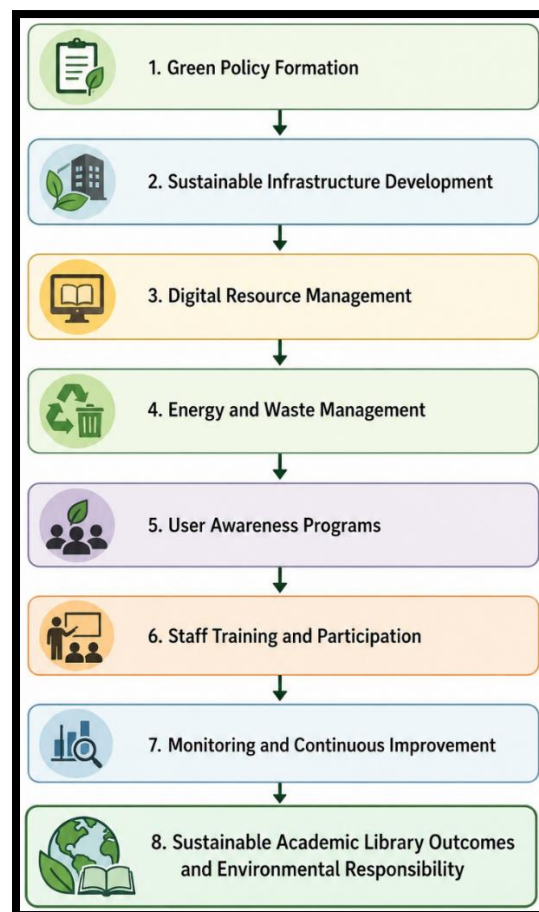 1. Green Policy Formation
2. Sustainable Infrastructure Development
3. Digital Resource Management
4. Energy and Waste Management
5. User Awareness Programs
6. Staff Training and Participation
7. Monitoring and Continuous Improvement
8. Sustainable Academic Library Outcomes
and Environmental Responsibility